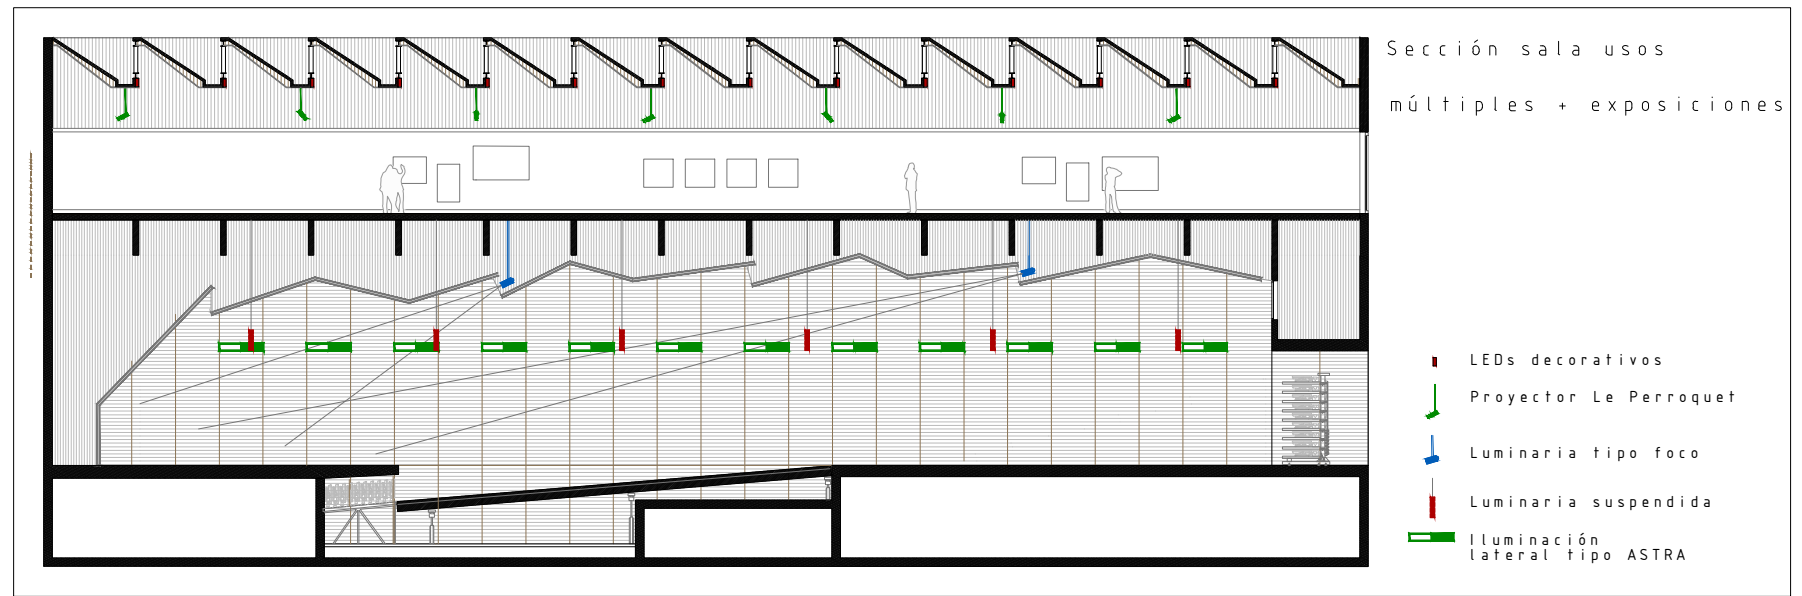 Sección sala usos
múltiples + exposiciones
LEDs decorativos
Proyector Le Perroquet
Luminaria tipo foco
Luminaria suspendida
Iluminación
lateral tipo ASTRA